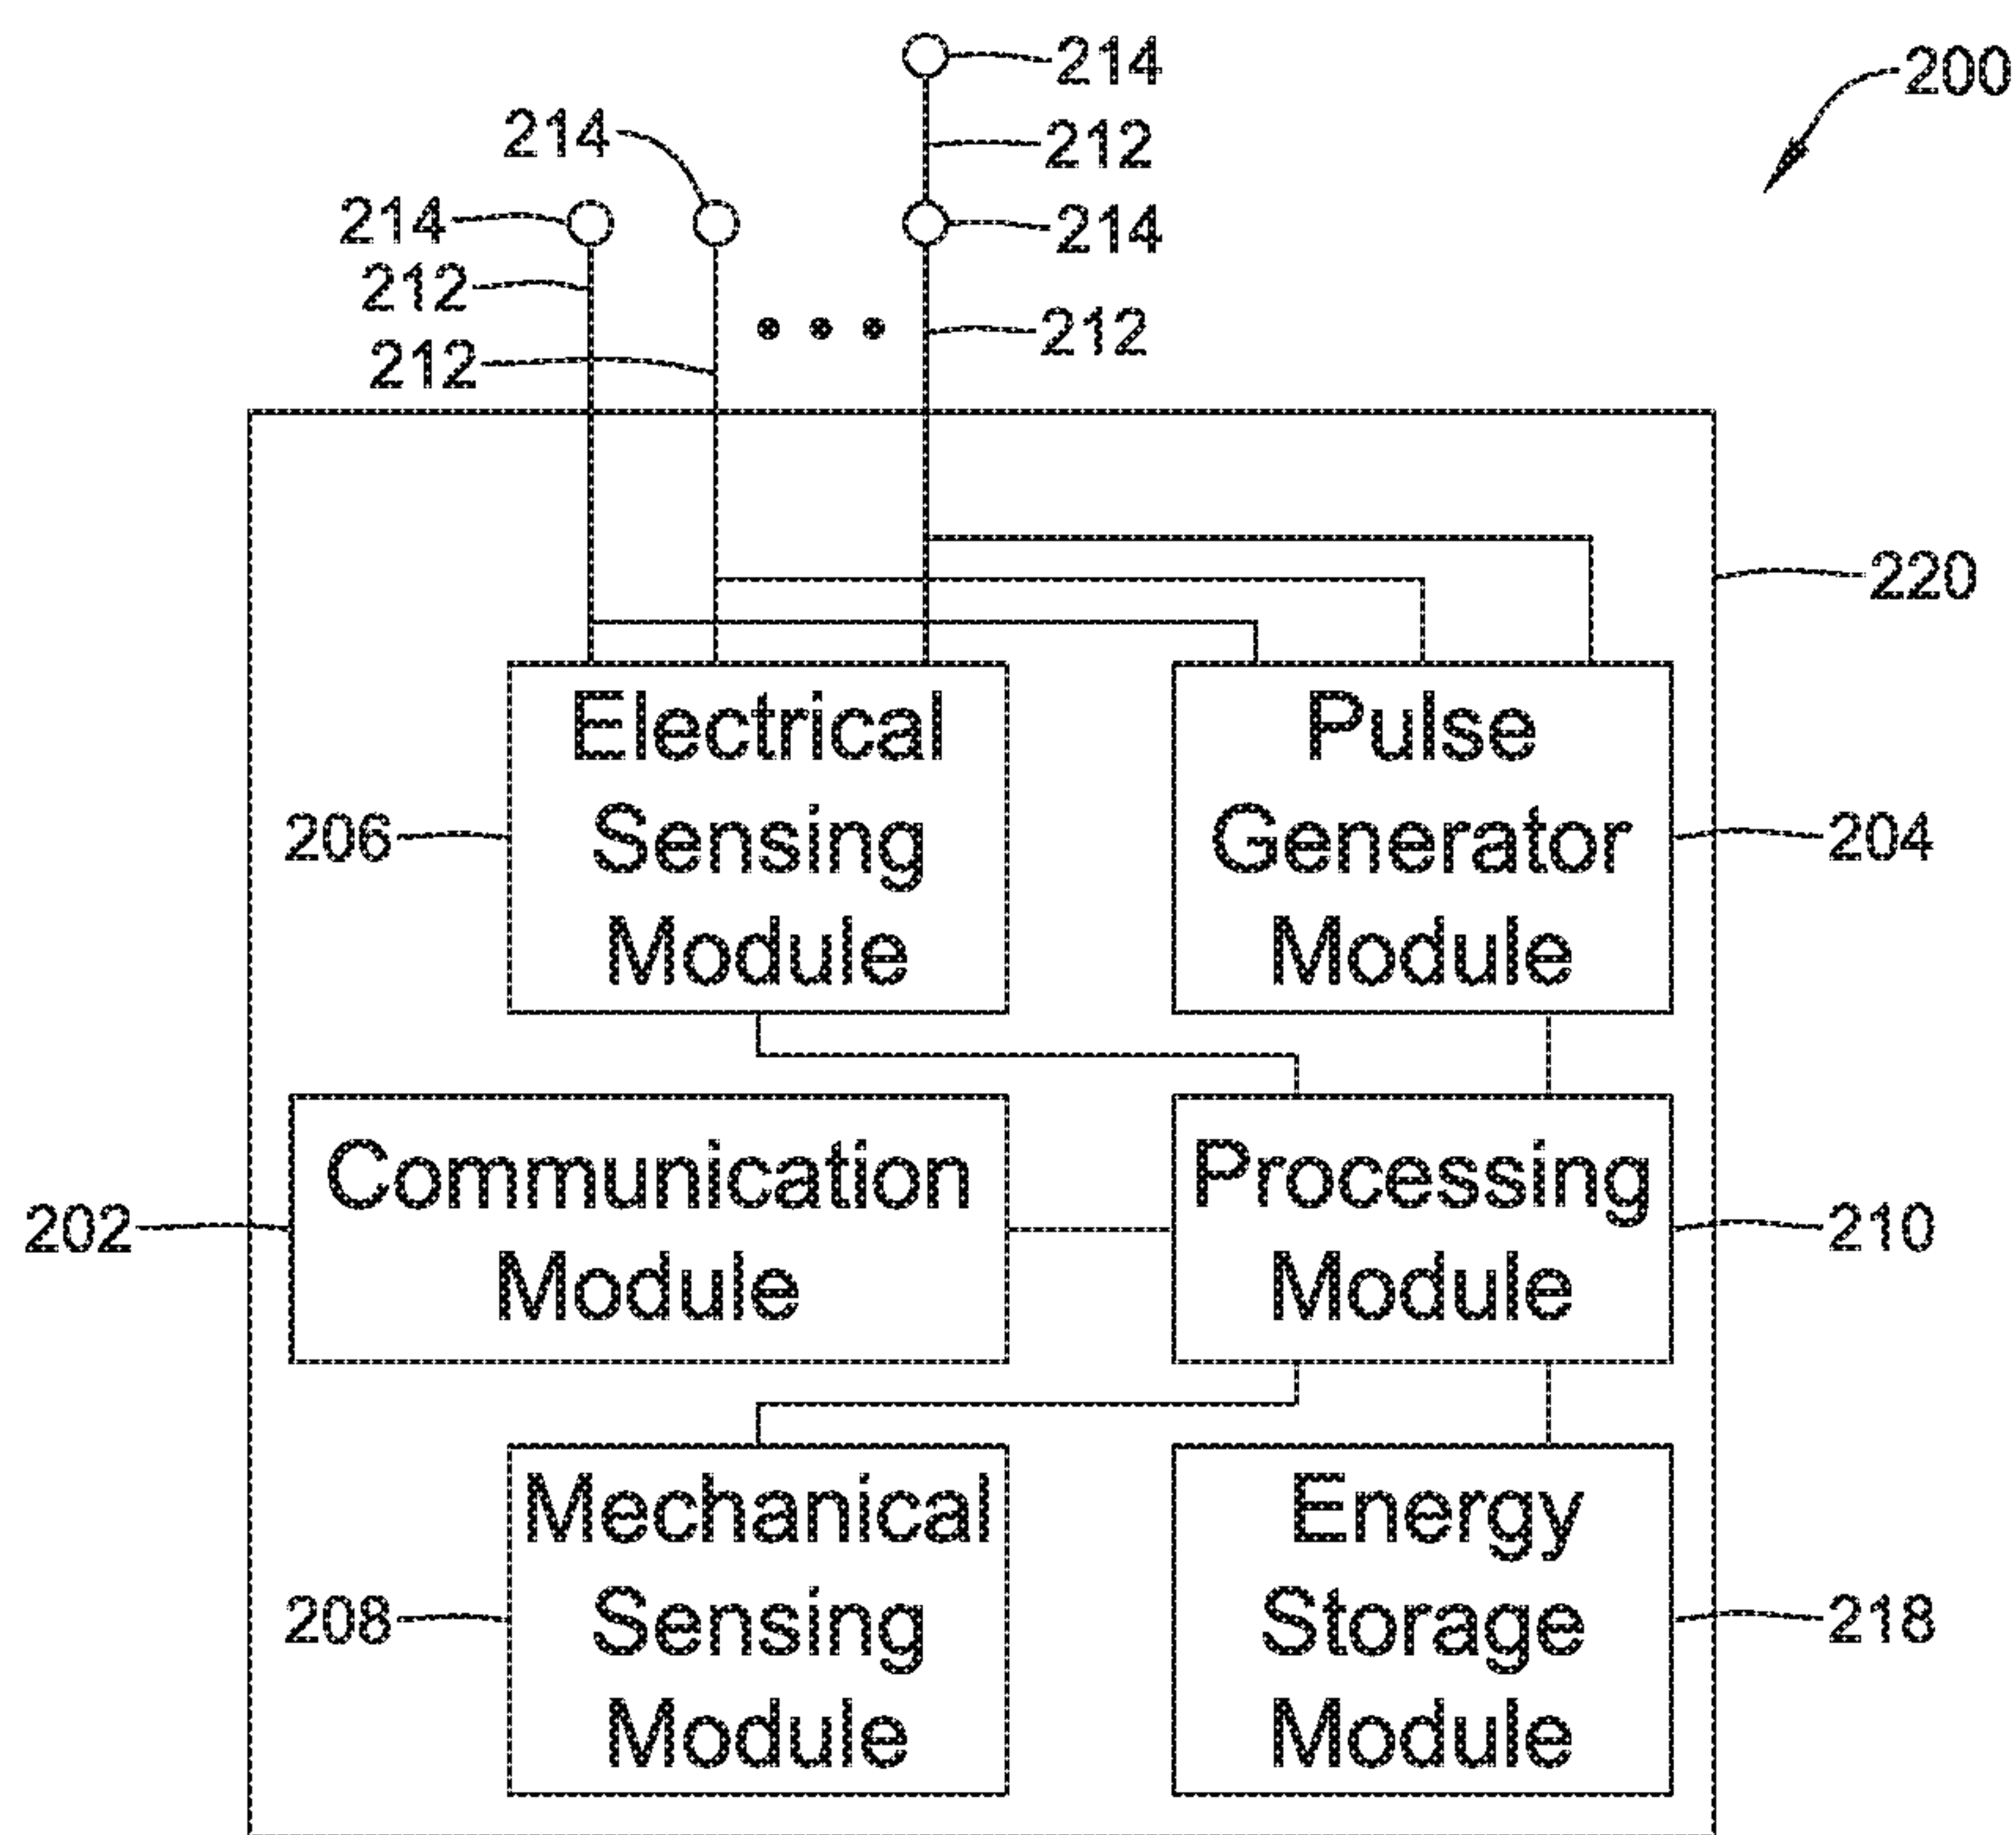 214
200
214
212
214
214
212
212
212
220
Electrical
Sensing
Module
206
Pulse
Generator
Module
204
Communication
Module
202
Processing
Module
210
Mechanical
Sensing
Module
208
Energy
Storage
Module
218